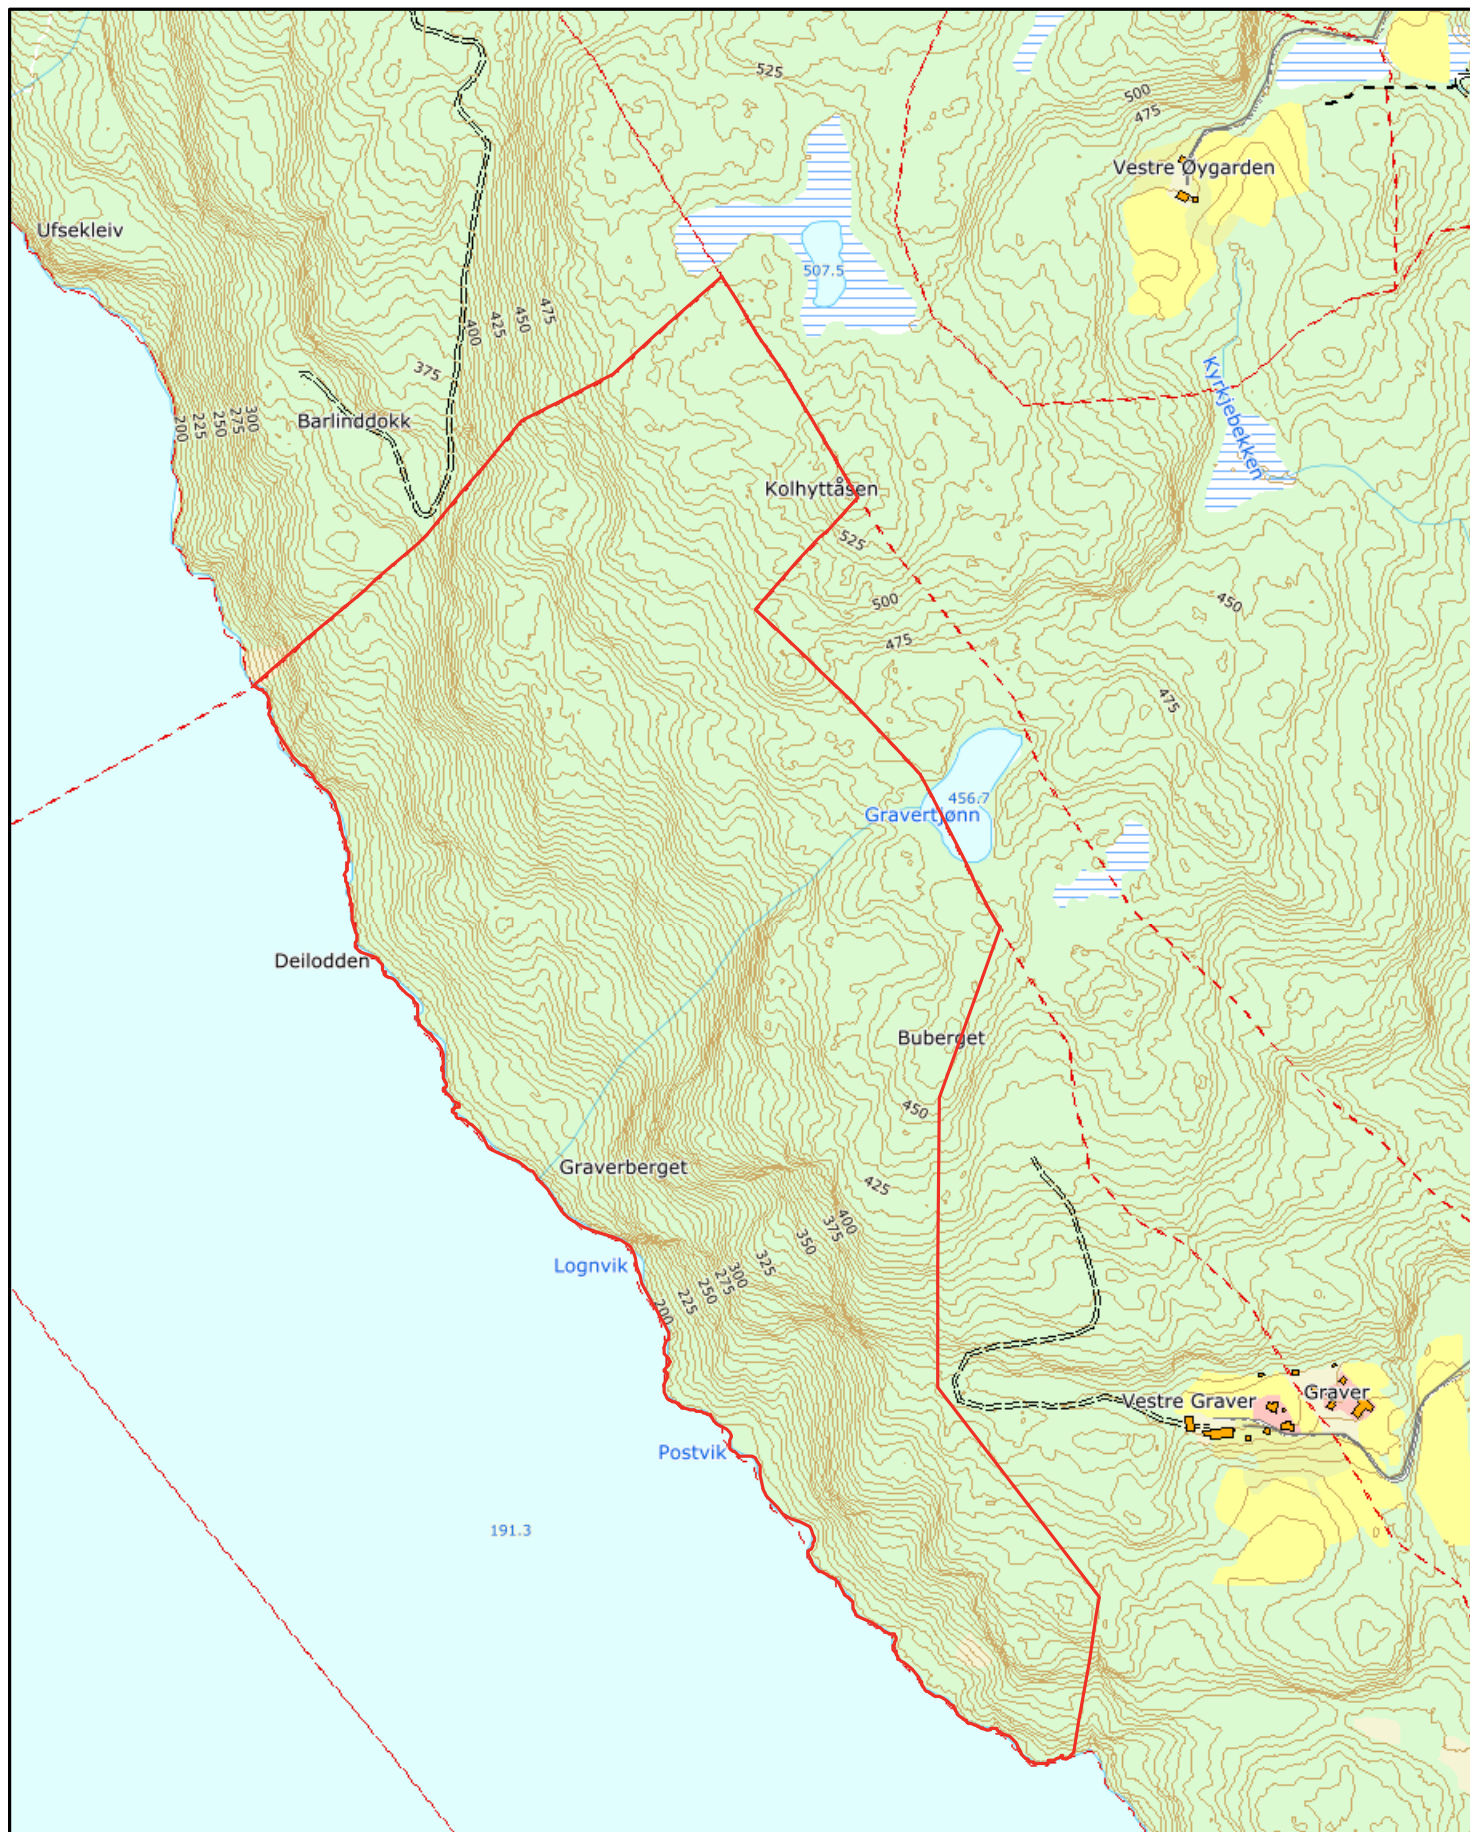 525
500
475
Vestre Øygarden
Ufsekleiv
507.5
475
450
425
400
375
Kyrkjebekken
300
275
250
225
200
Barlinddokk
Kolhyttåsen
525
500
450
475
475
456.7
Gravertjønn
Deilodden
Buberget
450
Graverberget
425
400
375
350
325
300
275
250
225
200
Lognvik
Graver
Vestre Graver
Postvik
191.3